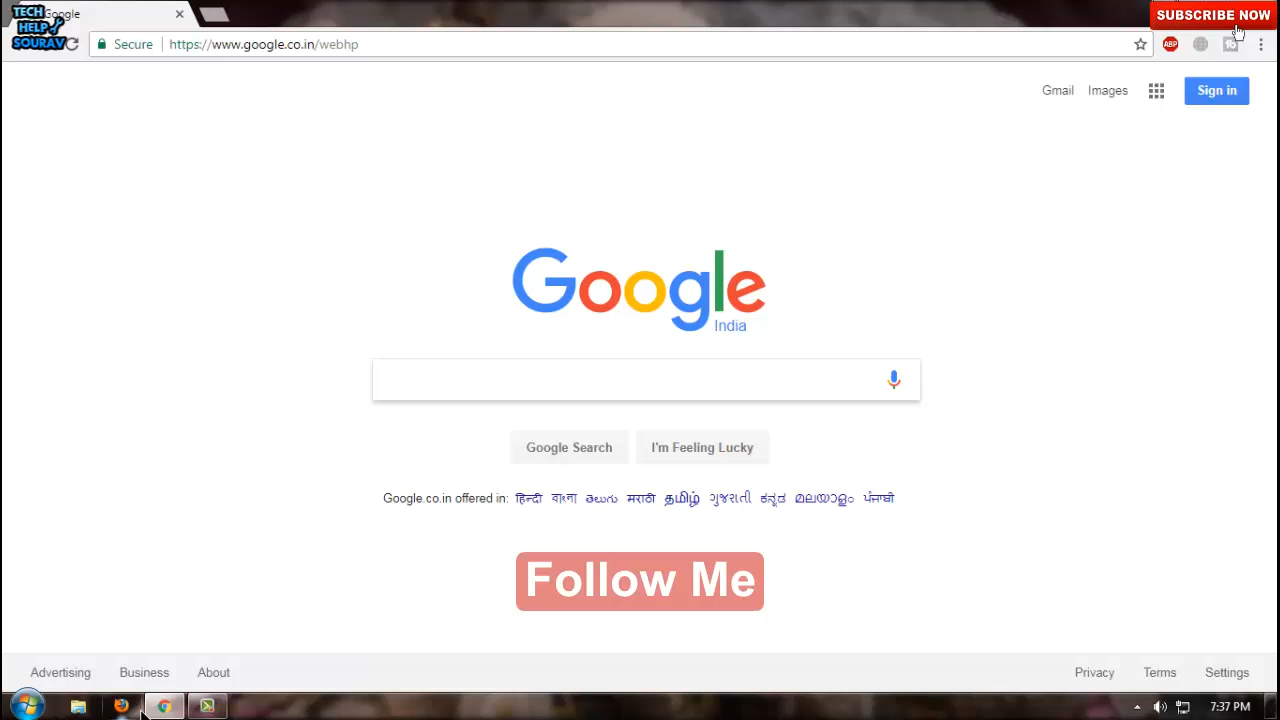 TECH
HELP
SOURAV
Google
SUBSCRIBE NOW
Secure
https://www.google.co.in/webhp
ABP
Gmail
Images
Sign in
Google
India
Google Search
I'm Feeling Lucky
Google.co.in offered in: हिन्दी বাংলা తెలుగు मराठी தமிழ் ગુજરાતી ಕನ್ನಡ മലയാളം ਪੰਜਾਬੀ
Follow Me
Advertising
Business
About
Privacy
Terms
Settings
7:37 PM